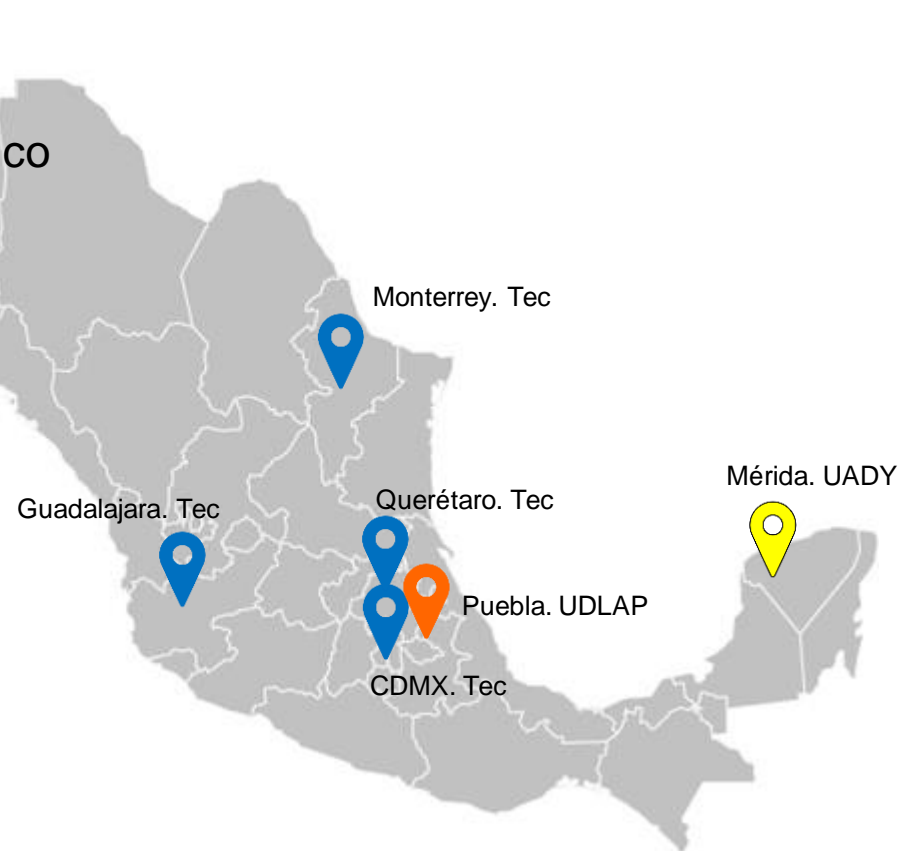 co
Monterrey. Tec
Mérida. UADY
Querétaro. Tec
Guadalajara. Tec
Puebla. UDLAP
CDMX. Tec